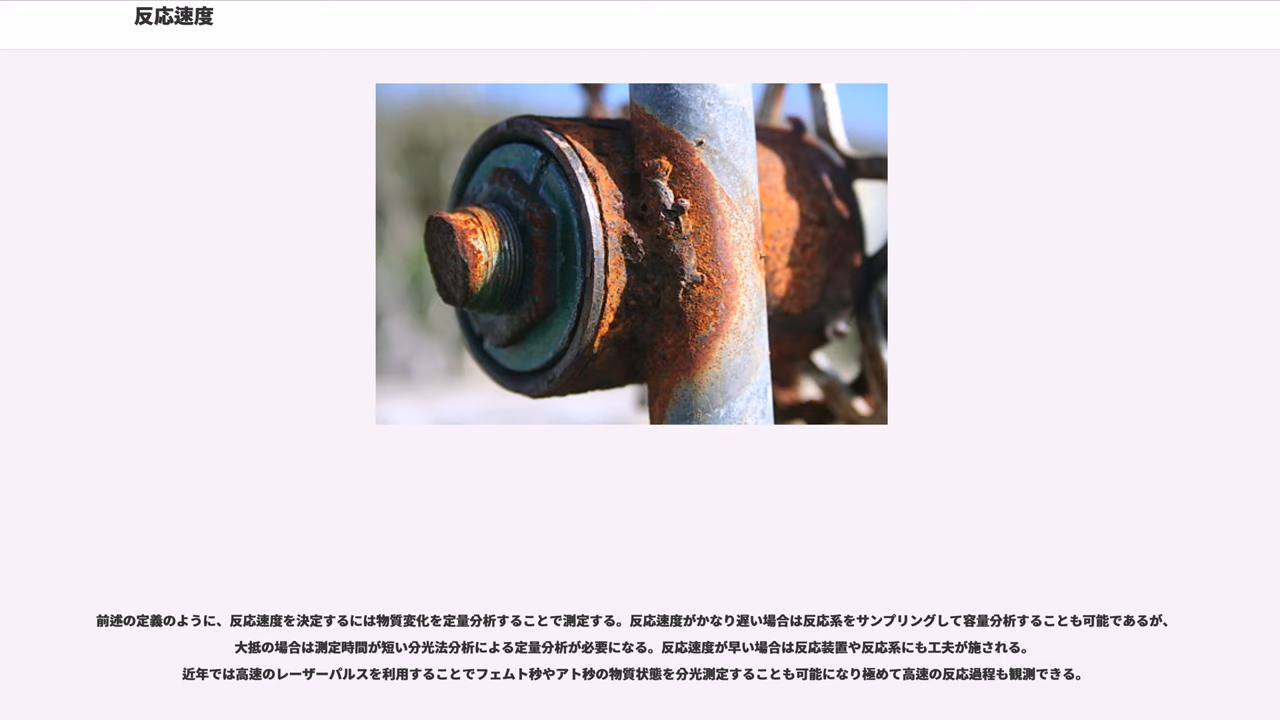 反応速度
前述の定義のように、反応速度を決定するには物質変化を定量分析することで測定する。反応速度がかなり遅い場合は反応系をサンプリングして容量分析することも可能であるが、
大抵の場合は測定時間が短い分光法分析による定量分析が必要になる。反応速度が早い場合は反応装置や反応系にも工夫が施される。
近年では高速のレーザーパルスを利用することでフェムト秒やアト秒の物質状態を分光測定することも可能になり極めて高速の反応過程も観測できる。